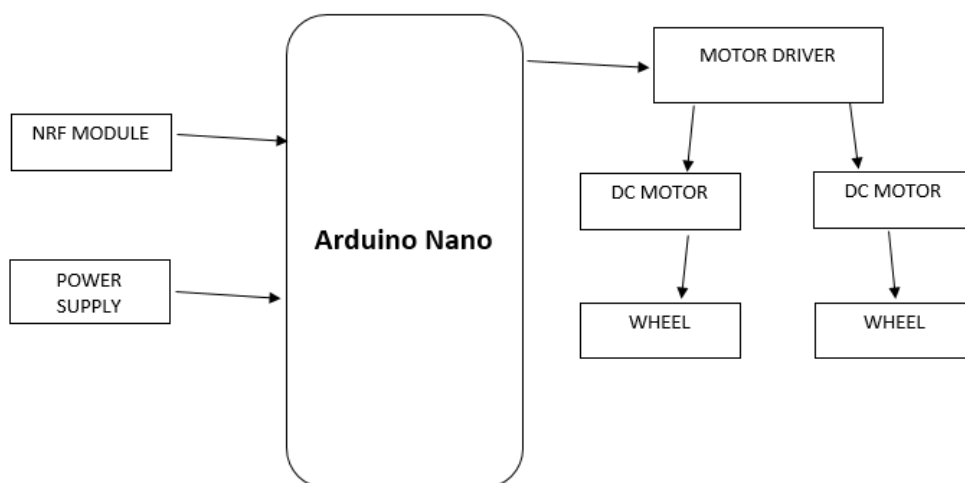 MOTOR DRIVER
NRF MODULE
DC MOTOR
DC MOTOR
Arduino Nano
POWER
SUPPLY
WHEEL
WHEEL